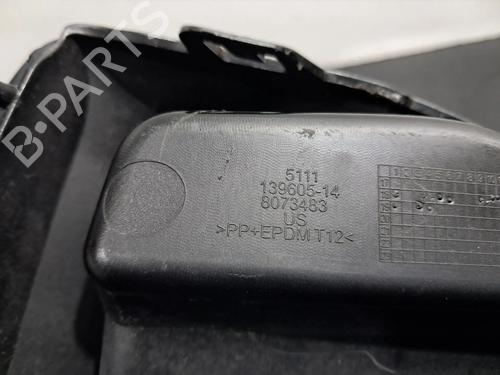 B-PARTS
5111
139605-14
8073483
US
>PP+EPDM T12<